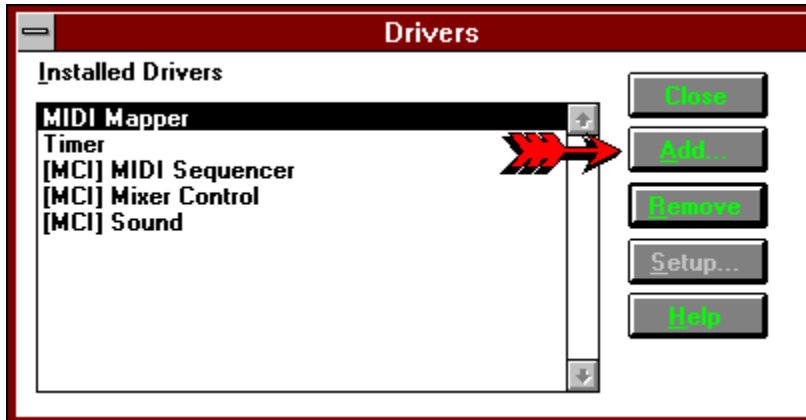 Drivers
Installed Drivers
Close
MIDI Mapper
Timer
Add...
[MCI] MIDI Sequencer
[MCI] Mixer Control
Remove
[MCI] Sound
Setup...
Help